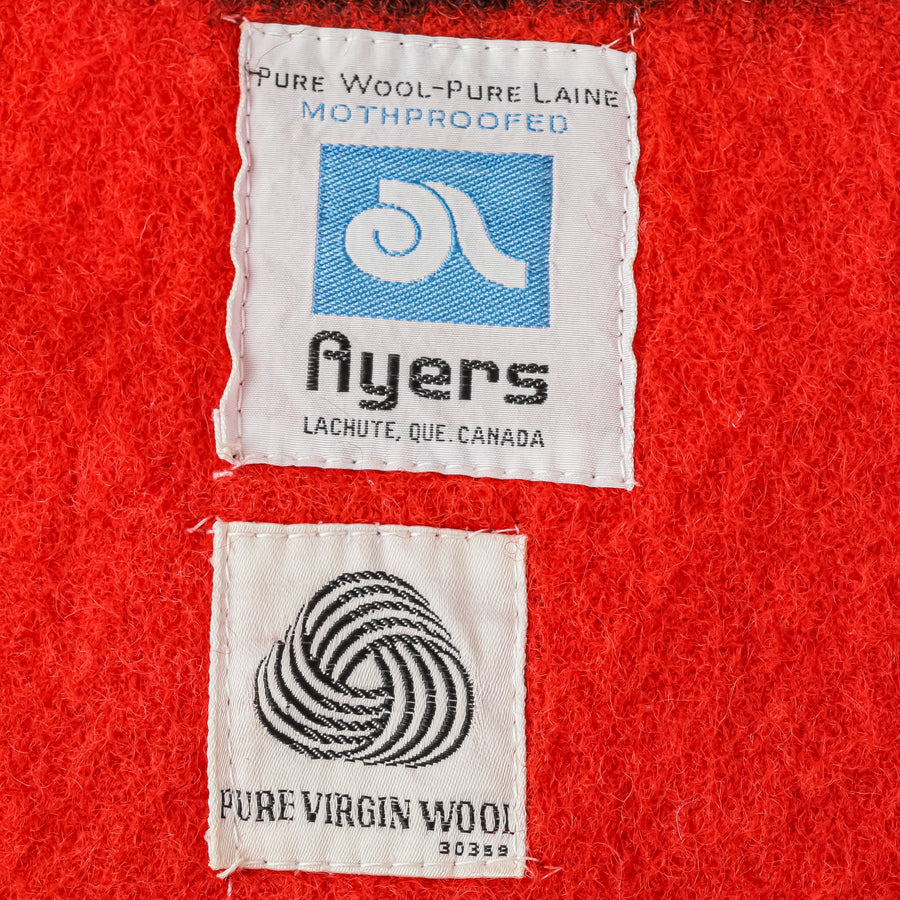 PURE WOOL-PURE LAINE
MOTHPROOFED
Ayers
LACHUTE, QUE. CANADA
PURE VIRGIN WOOL
30359